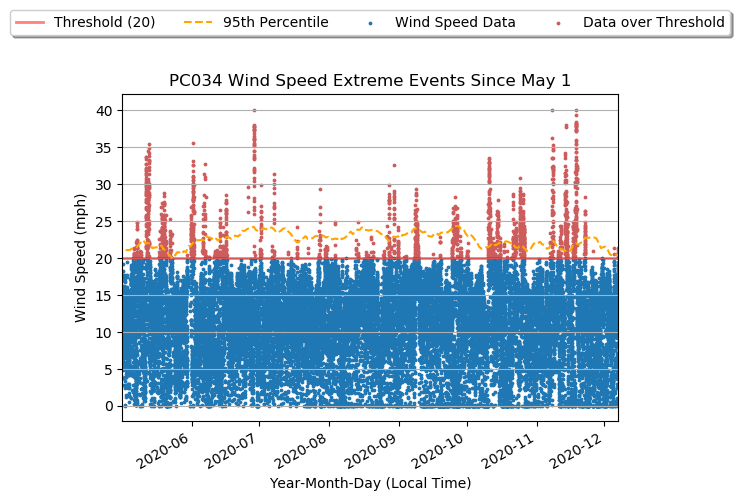 Threshold (20) 95th Percentile Wind Speed Data Data over Threshold
PC034 Wind Speed Extreme Events Since May 1
40
35
30
25
20
15
10
5
0
Wind Speed (mph)
2020-06 2020-07 2020-08 2020-09 2020-10 2020-11 2020-12
Year-Month-Day (Local Time)